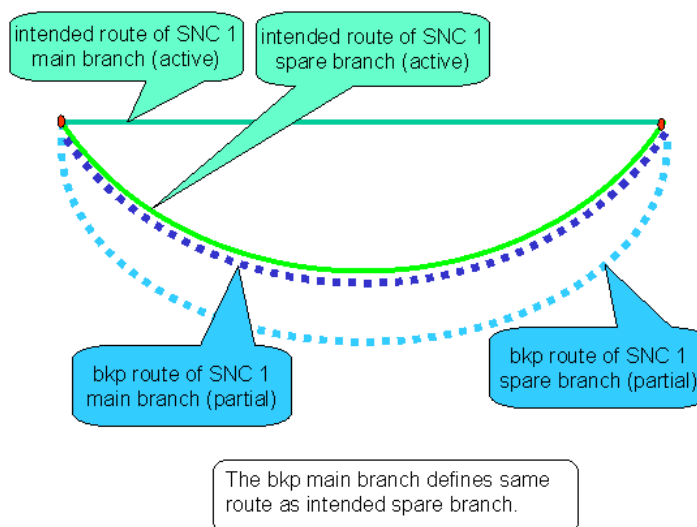 intended route of SNC 1
main branch (active)
intended route of SNC 1
spare branch (active)
bkp route of SNC 1
main branch (partial)
bkp route of SNC 1
spare branch (partial)
The bkp main branch defines same
route as intended spare branch.